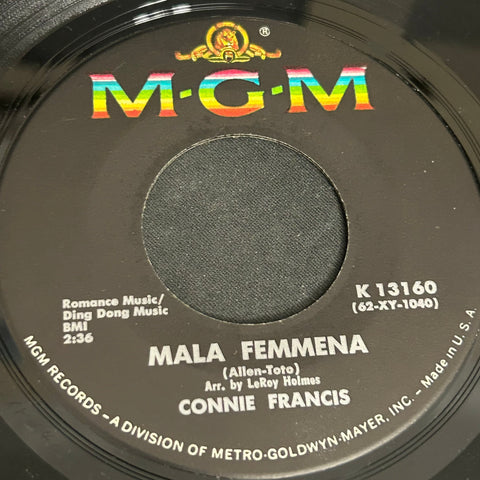 ®
M-G-M
K 13160
(62-XY-1040)
Romance Music/
Ding Dong Music
BMI
2:36
MALA FEMMENA
(Allen-Toto)
Arr. by LeRoy Holmes
CONNIE FRANCIS
MGM RECORDS – A DIVISION OF METRO-GOLDWYN-MAYER, INC. – Made in U.S.A.